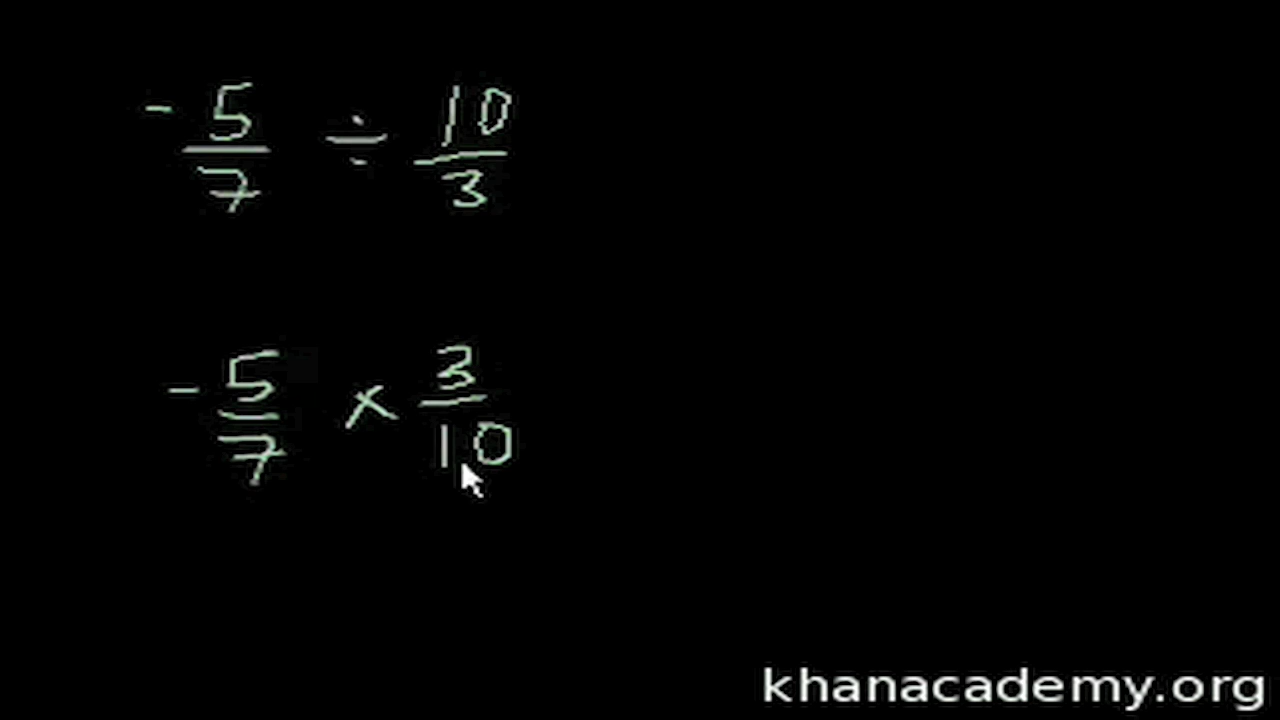 - 5/7 ÷ 10/3
- 5/7 × 3/10
khanacademy.org